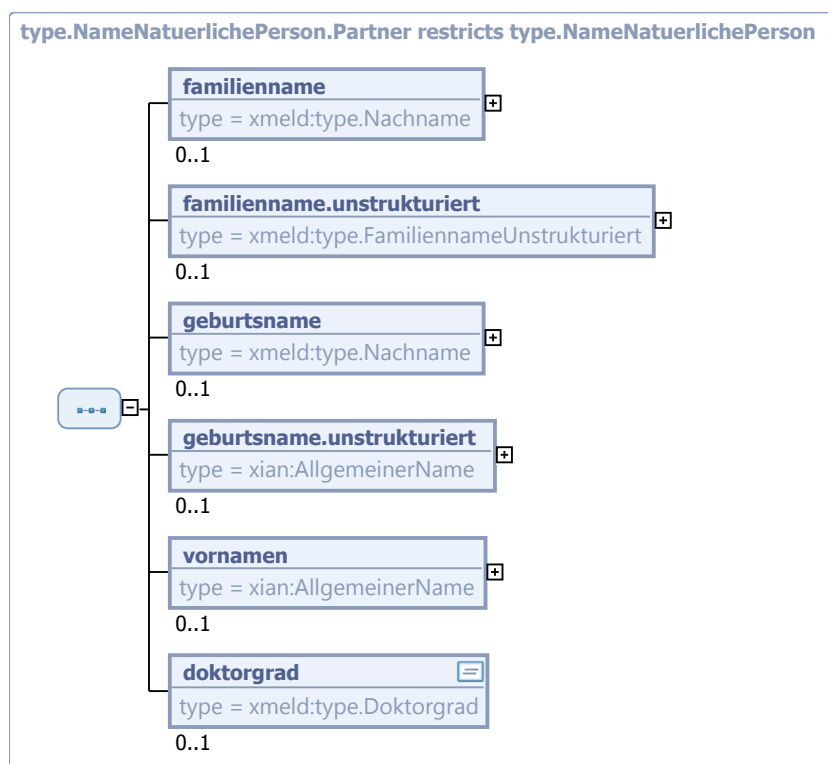 type.NameNatuerlichePerson.Partner restricts type.NameNatuerlichePerson
familienname
type = xmeld:type.Nachname
0..1
familienname.unstrukturiert
type = xmeld:type.FamiliennameUnstrukturiert
0..1
geburtsname
type = xmeld:type.Nachname
0..1
geburtsname.unstrukturiert
type = xian:AllgemeinerName
0..1
vornamen
type = xian:AllgemeinerName
0..1
doktorgrad
type = xmeld:type.Doktorgrad
0..1